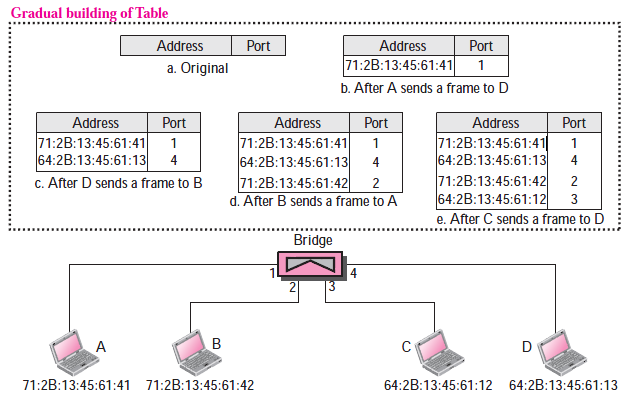 Gradual building of Table
Address Port
a. Original
Address Port
71:2B:13:45:61:41 1
b. After A sends a frame to D
Address Port
71:2B:13:45:61:41 1
64:2B:13:45:61:13 4
c. After D sends a frame to B
Address Port
71:2B:13:45:61:41 1
64:2B:13:45:61:13 4
71:2B:13:45:61:42 2
d. After B sends a frame to A
Address Port
71:2B:13:45:61:41 1
64:2B:13:45:61:13 4
71:2B:13:45:61:42 2
64:2B:13:45:61:12 3
e. After C sends a frame to D
Bridge
1 4
2 3
A B C D
71:2B:13:45:61:41 71:2B:13:45:61:42 64:2B:13:45:61:12 64:2B:13:45:61:13